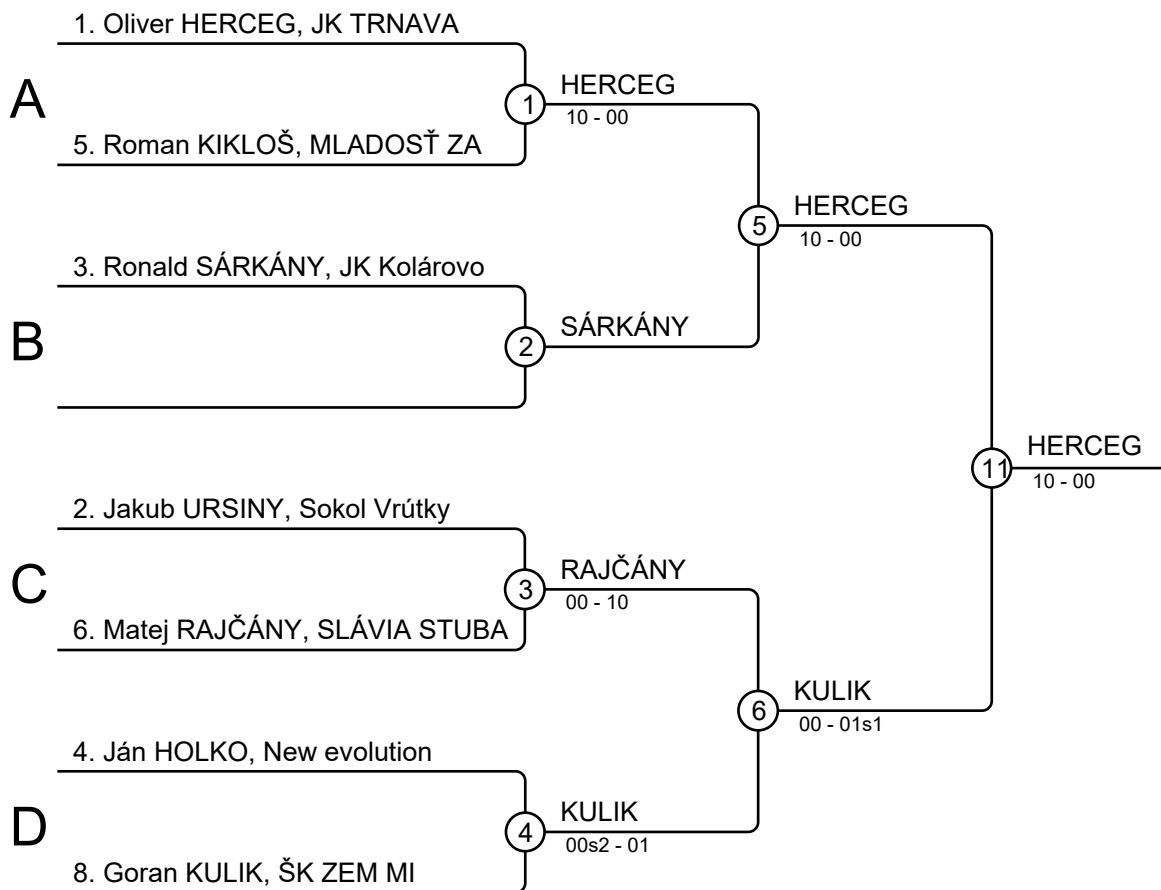 1. Oliver HERCEG, JK TRNAVA
A
1
HERCEG
10 - 00
5. Roman KIKLOŠ, MLADOSŤ ZA
5
HERCEG
10 - 00
3. Ronald SÁRKÁNY, JK Kolárovo
B
2
SÁRKÁNY
11
HERCEG
10 - 00
2. Jakub URSINY, Sokol Vrútky
C
3
RAJČÁNY
00 - 10
6. Matej RAJČÁNY, SLÁVIA STUBA
6
KULIK
00 - 01s1
4. Ján HOLKO, New evolution
D
4
KULIK
00s2 - 01
8. Goran KULIK, ŠK ZEM MI